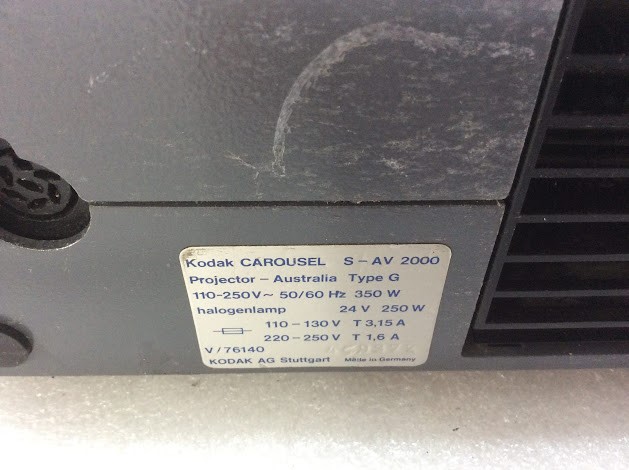 Kodak CAROUSEL S-AV 2000
Projector - Australia Type G
110-250V~ 50/60 Hz 350 W
halogenlamp 24 V 250 W
110-130 V T 3,15 A
220-250 V T 1,6 A
V/76140
KODAK AG Stuttgart Made in Germany